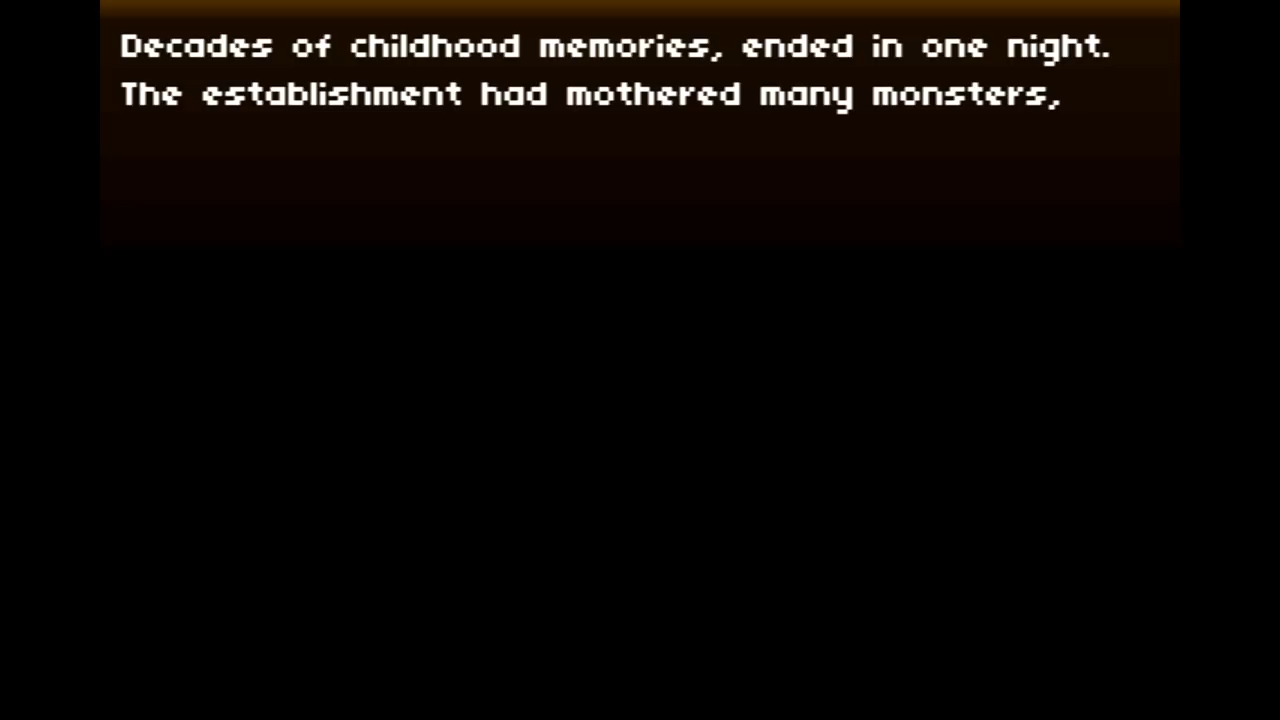 Decades of childhood memories, ended in one night.
The establishment had mothered many monsters,